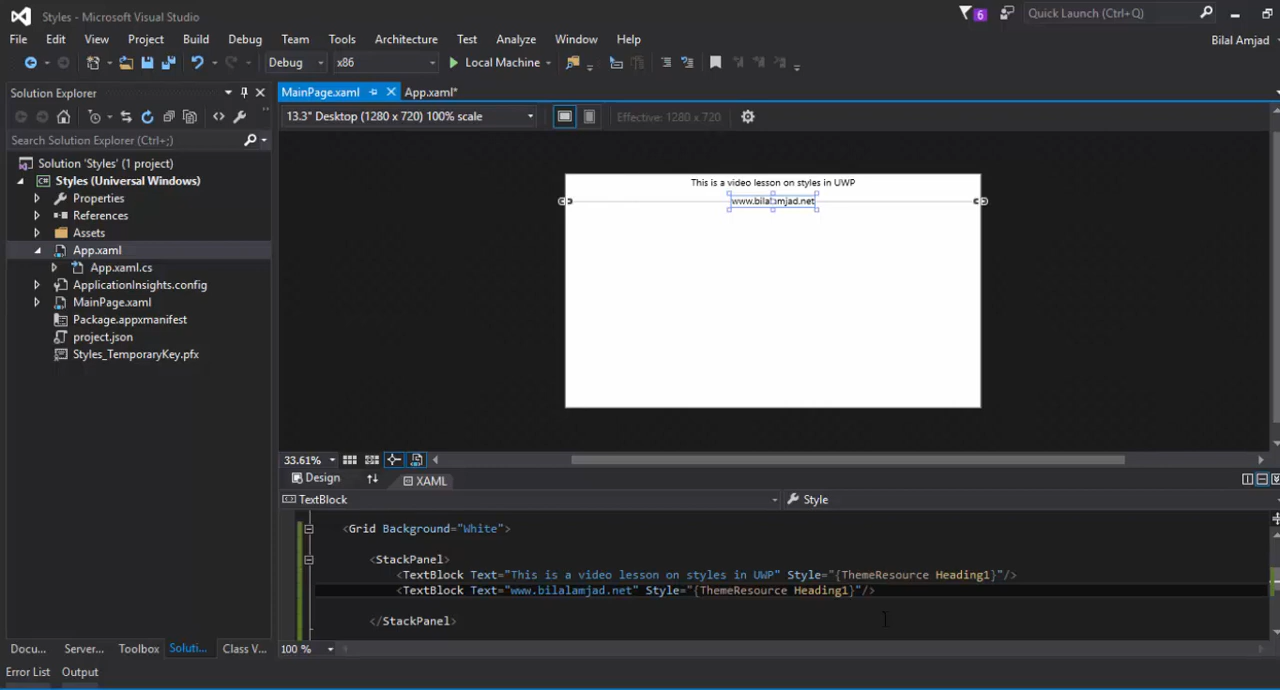 Styles - Microsoft Visual Studio
6
Quick Launch (Ctrl+Q)
File Edit View Project Build Debug Team Tools Architecture Test Analyze Window Help
Bilal Amjad
Debug x86 Local Machine
Solution Explorer
MainPage.xaml App.xaml*
13.3" Desktop (1280 x 720) 100% scale
Effective: 1280 x 720
Search Solution Explorer (Ctrl+;)
Solution 'Styles' (1 project)
Styles (Universal Windows)
Properties
References
Assets
App.xaml
App.xaml.cs
ApplicationInsights.config
MainPage.xaml
Package.appxmanifest
project.json
Styles_TemporaryKey.pfx
This is a video lesson on styles in UWP
www.bilalamjad.net
33.61%
Design XAML
TextBlock Style
<Grid Background="White">
<StackPanel>
<TextBlock Text="This is a video lesson on styles in UWP" Style="{ThemeResource Heading1}"/>
<TextBlock Text="www.bilalamjad.net" Style="{ThemeResource Heading1}"/>
</StackPanel>
100 %
Docu... Server... Toolbox Soluti... Class V...
Error List Output